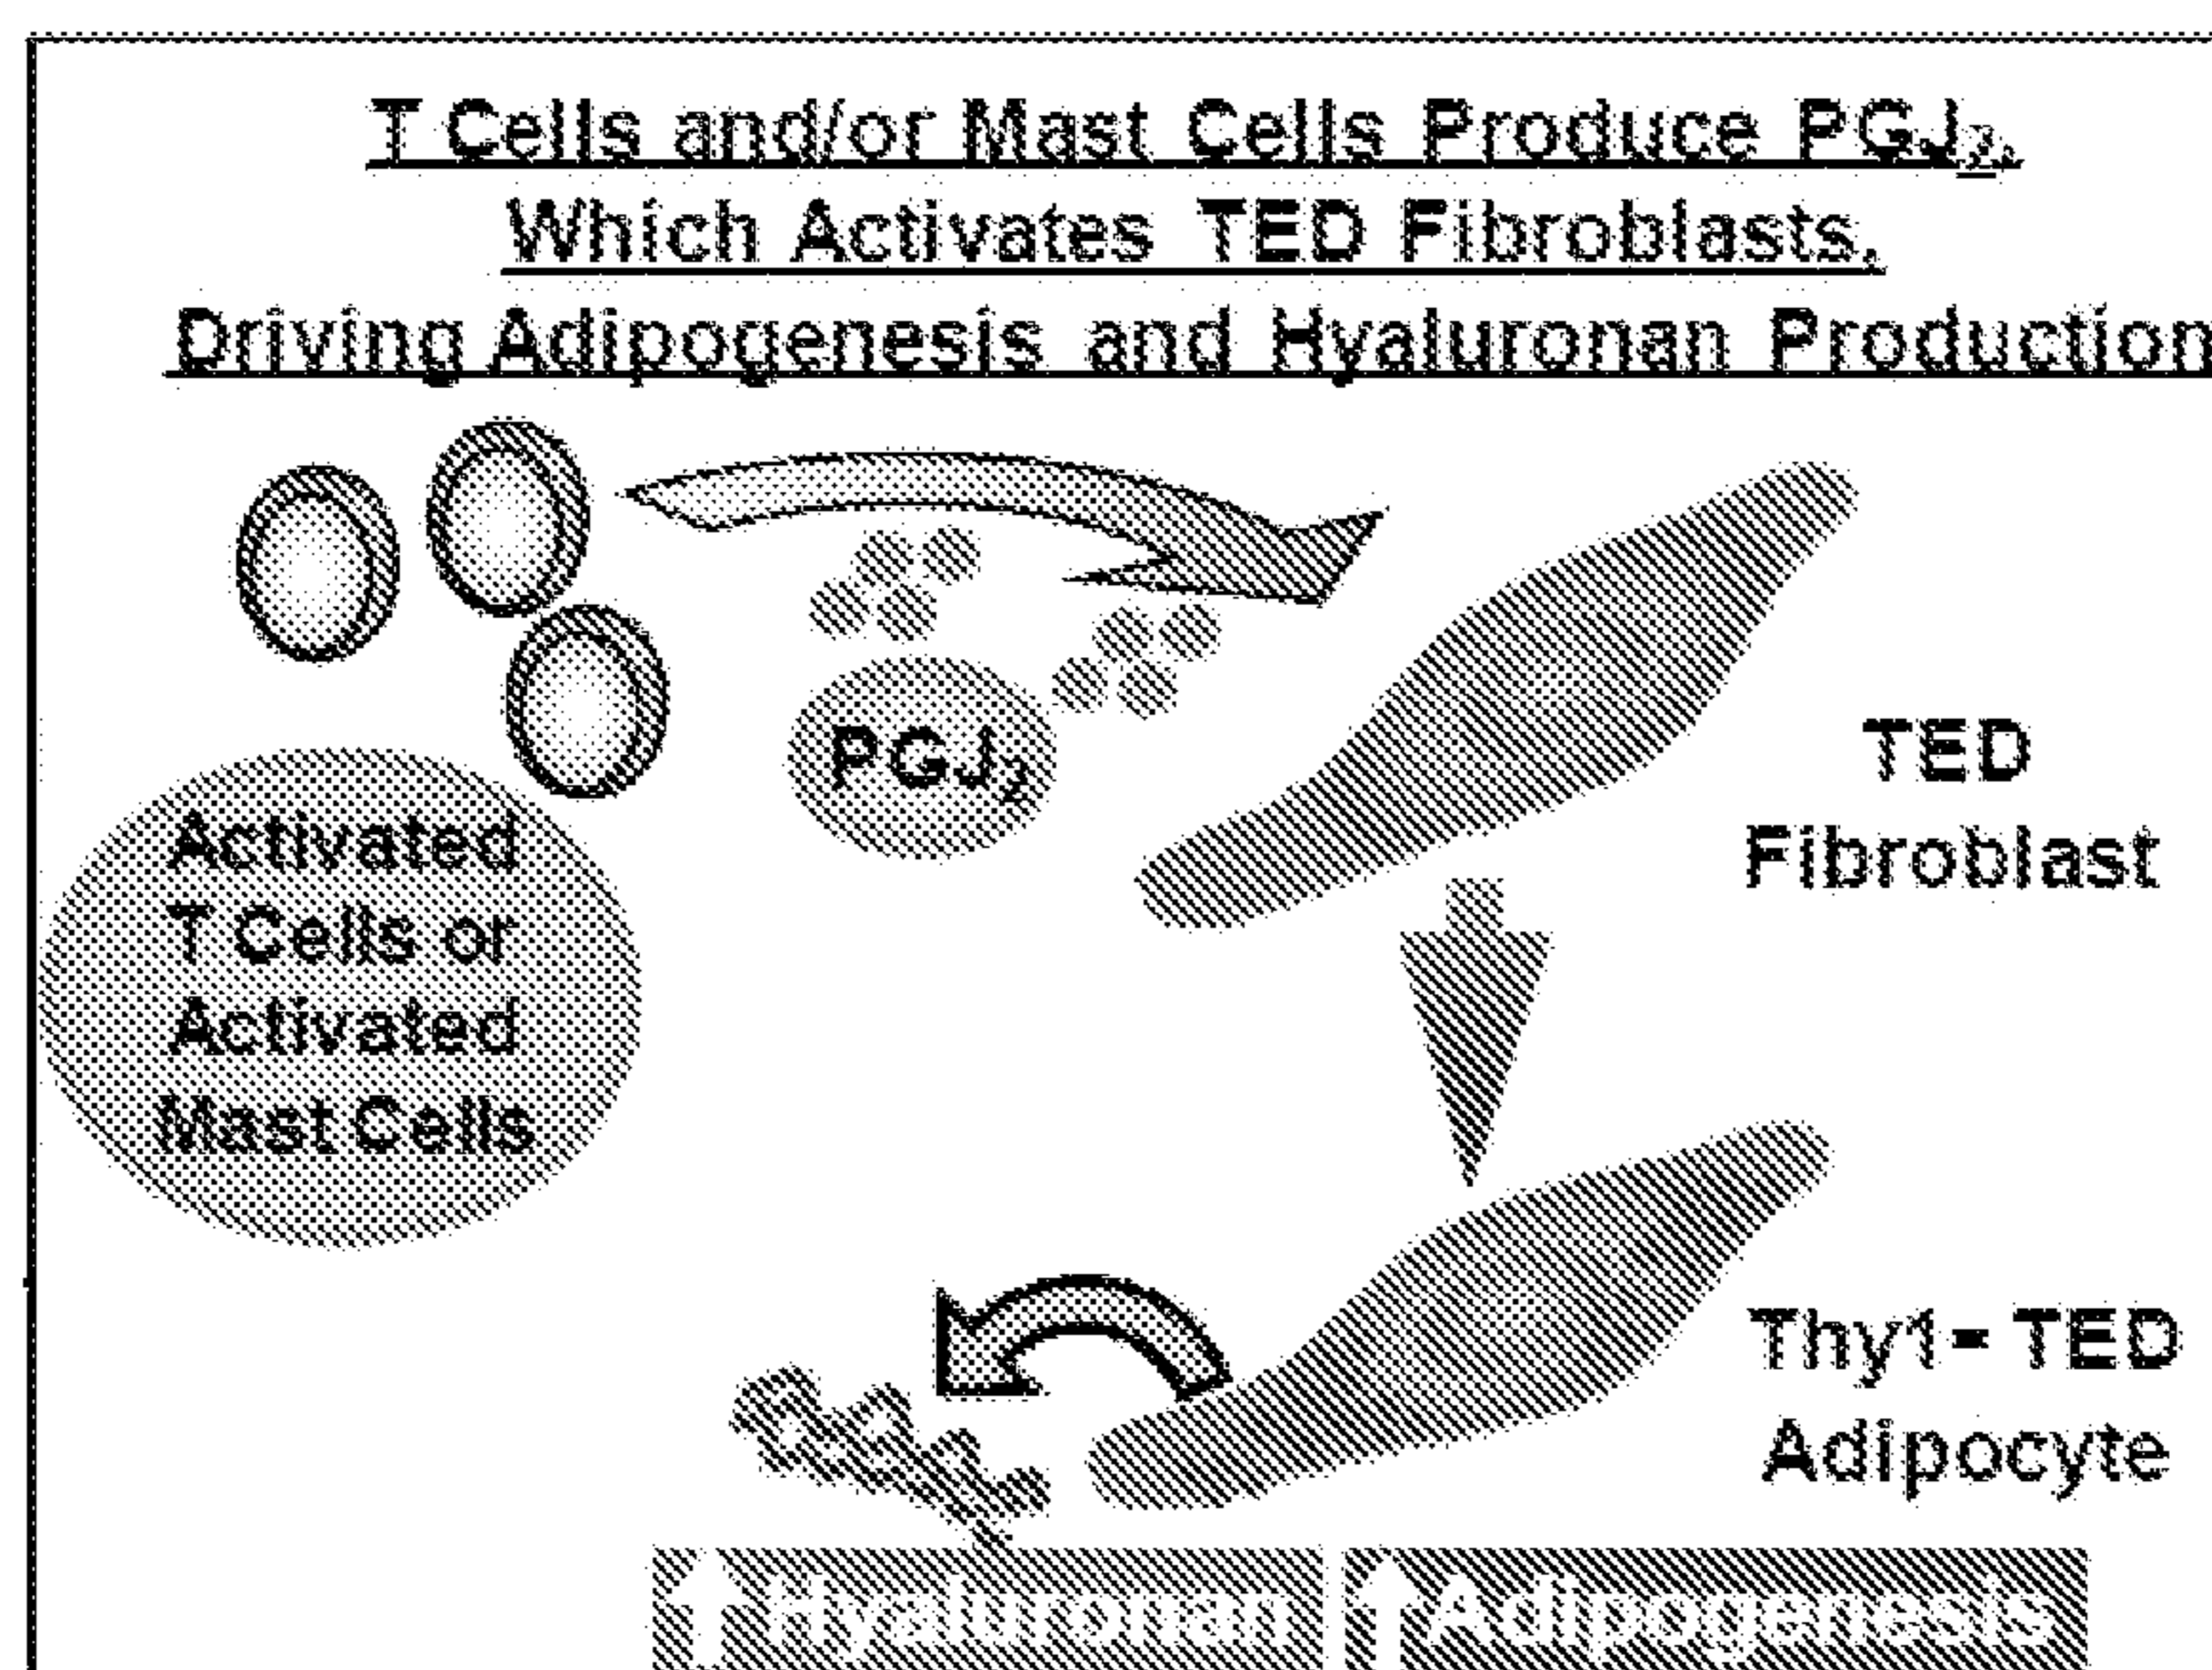 T Cells and/or Mast Cells Produce PGJ₂,
Which Activates TED Fibroblasts,
Driving Adipogenesis and Hyaluronan Production
PGJ₂
TED
Fibroblast
Activated
T Cells or
Activated
Mast Cells
Thy1- TED
Adipocyte
↑ Hyaluronan
↑ Adipogenesis